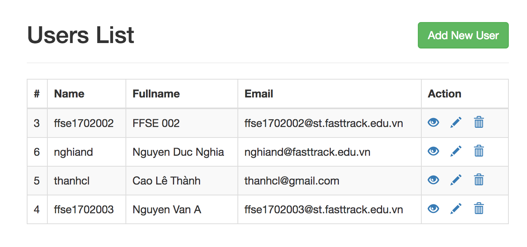 Users List
Add New User
# Name Fullname Email Action
3 ffse1702002 FFSE 002 ffse1702002@st.fasttrack.edu.vn
6 nghiand Nguyen Duc Nghia nghiand@fasttrack.edu.vn
5 thanhcl Cao Lê Thành thanhcl@gmail.com
4 ffse1702003 Nguyen Van A ffse1702003@st.fasttrack.edu.vn